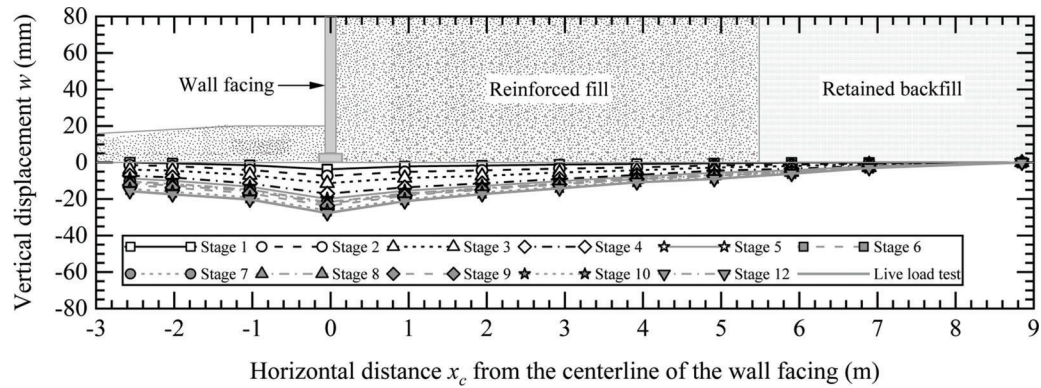 Vertical displacement w (mm)
80
60
40
20
0
-20
-40
-60
-80
Wall facing
Reinforced fill
Retained backfill
Stage 1 Stage 2 Stage 3 Stage 4 Stage 5 Stage 6
Stage 7 Stage 8 Stage 9 Stage 10 Stage 12 Live load test
-3 -2 -1 0 1 2 3 4 5 6 7 8 9
Horizontal distance x_c from the centerline of the wall facing (m)